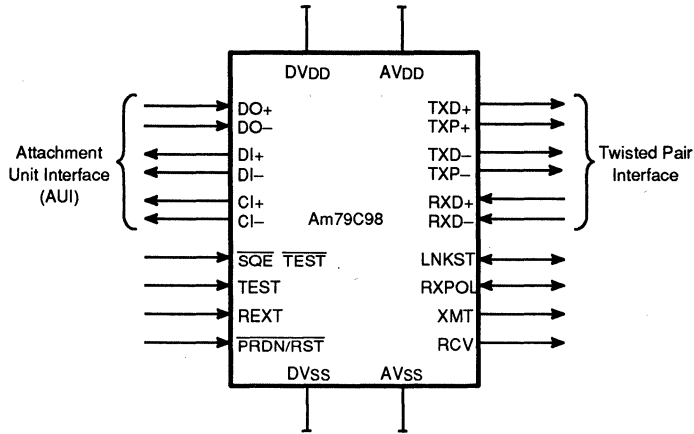 DVDD AVDD
DO+ TXD+
DO– TXP+
DI+ TXD–
DI– TXP–
CI+ RXD+
CI– RXD–
Attachment
Unit Interface
(AUI)
Twisted Pair
Interface
Am79C98
SQE TEST LNKST
TEST RXPOL
REXT XMT
PRDN/RST RCV
DVSS AVSS